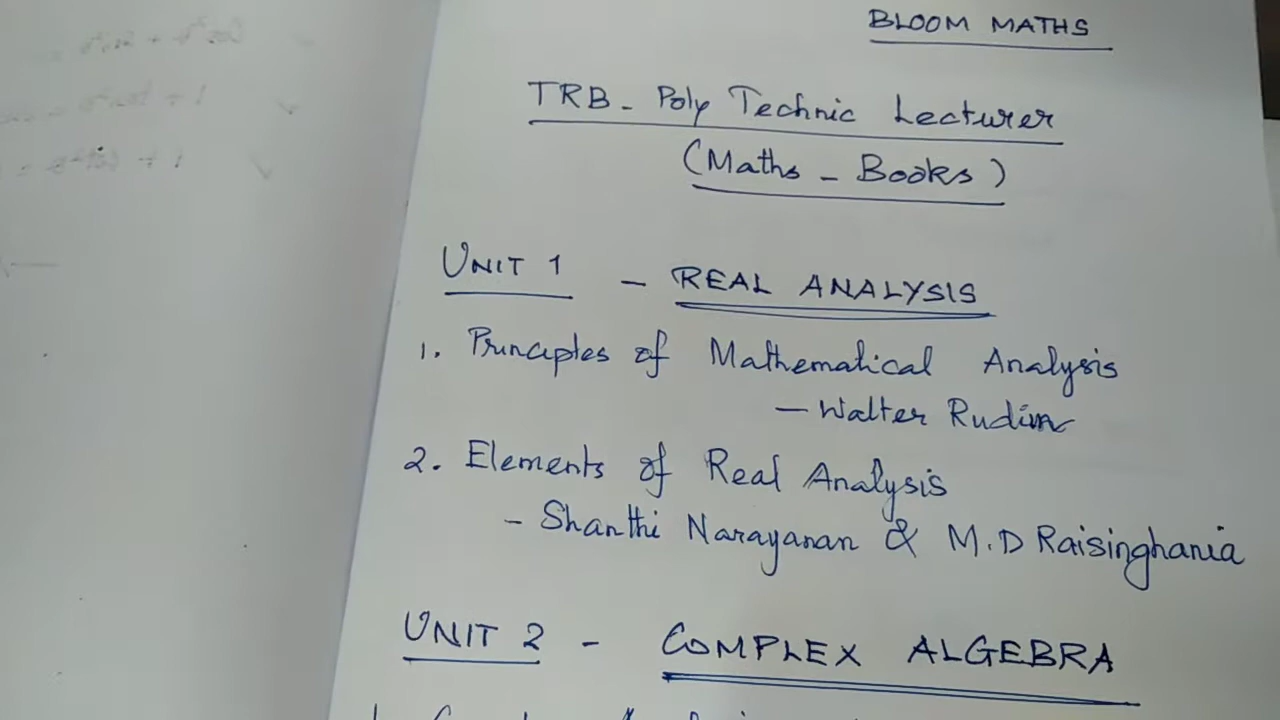 BLOOM MATHS
TRB - Poly Technic Lecturer
(Maths - Books)
UNIT 1 - REAL ANALYSIS
1. Principles of Mathematical Analysis
- Walter Rudin
2. Elements of Real Analysis
- Shanthi Narayanan & M.D Raisinghania
UNIT 2 - COMPLEX ALGEBRA